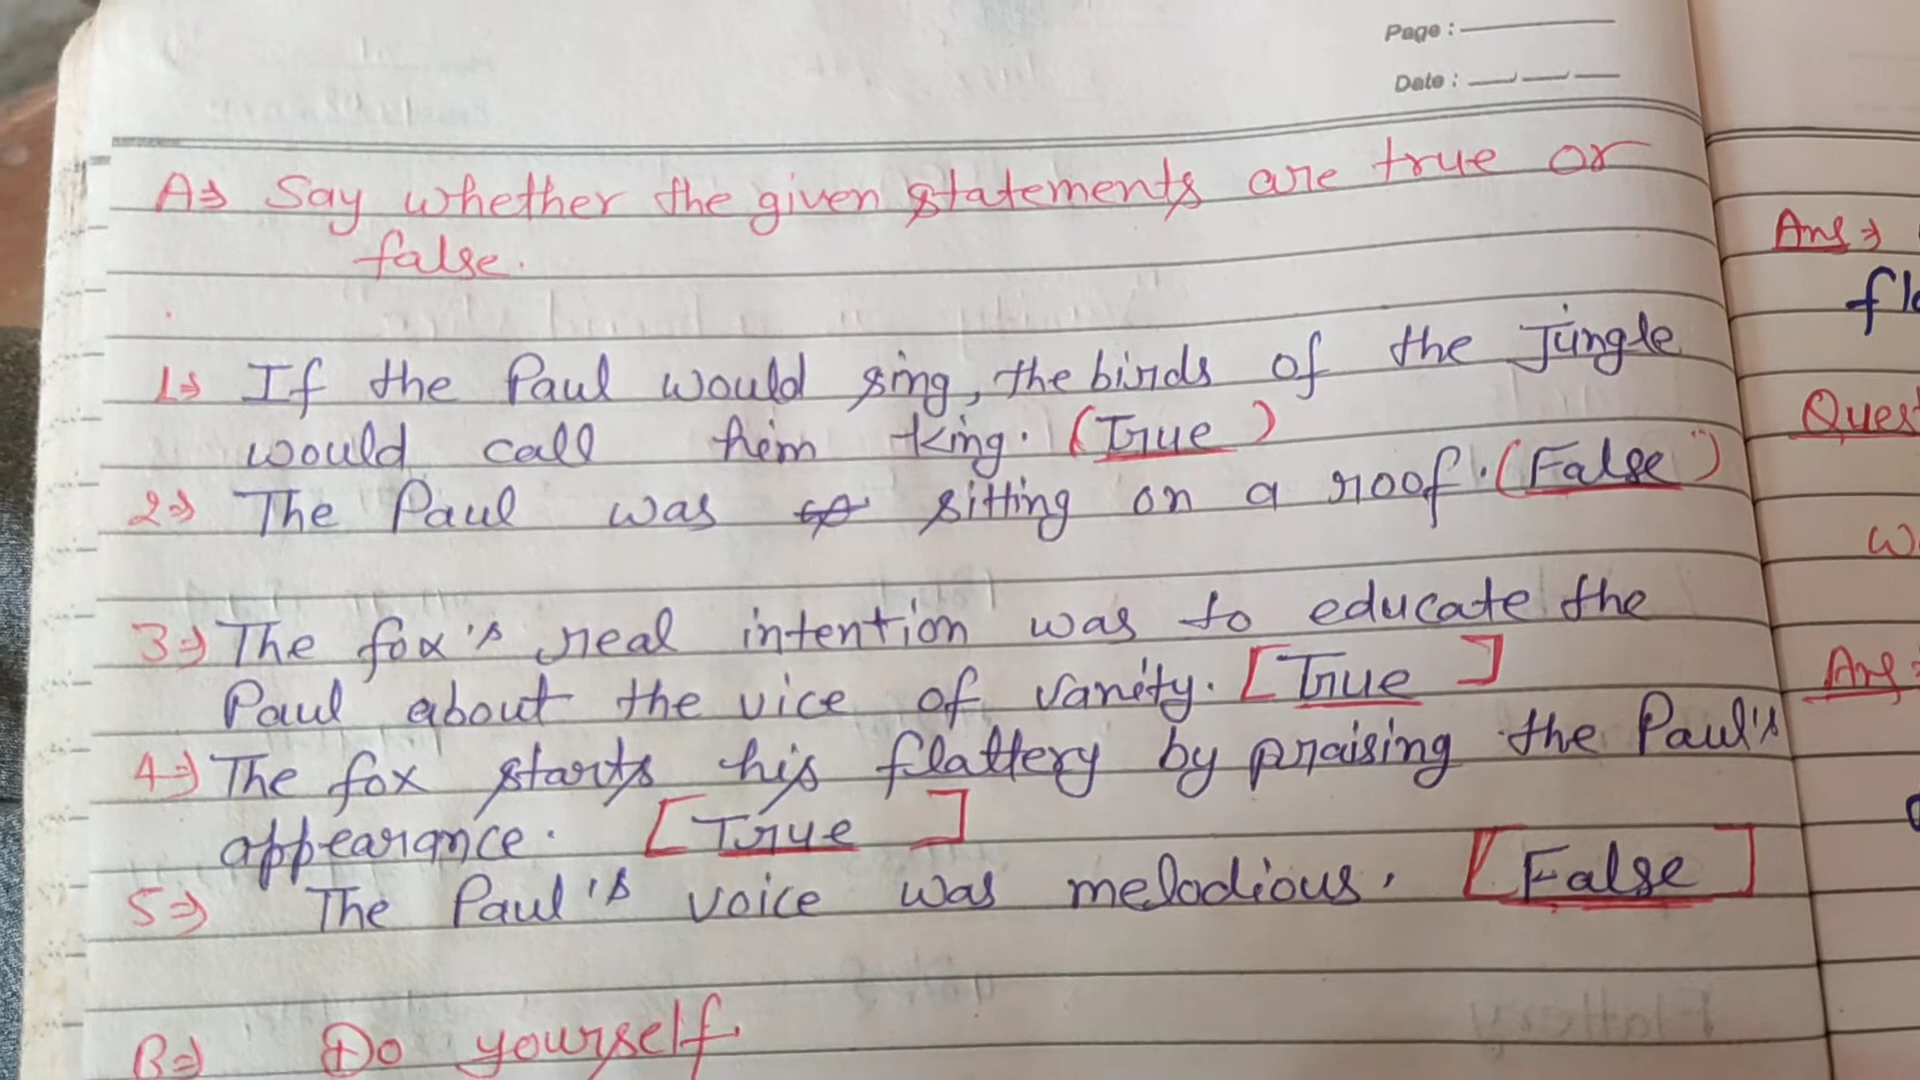 Page :
Date :
A⇒ Say whether the given statements are true or
false.
1⇒ If the Paul would sing, the birds of the Jungle
would call him king. (True)
2⇒ The Paul was sitting on a roof. (False)
3⇒ The fox's real intention was to educate the
Paul about the vice of vanity. [True]
4⇒ The fox starts his flattery by praising the Paul's
appearance. [True]
5⇒ The Paul's voice was melodious. [False]
B⇒ Do yourself
Ans⇒
Quest
Ans